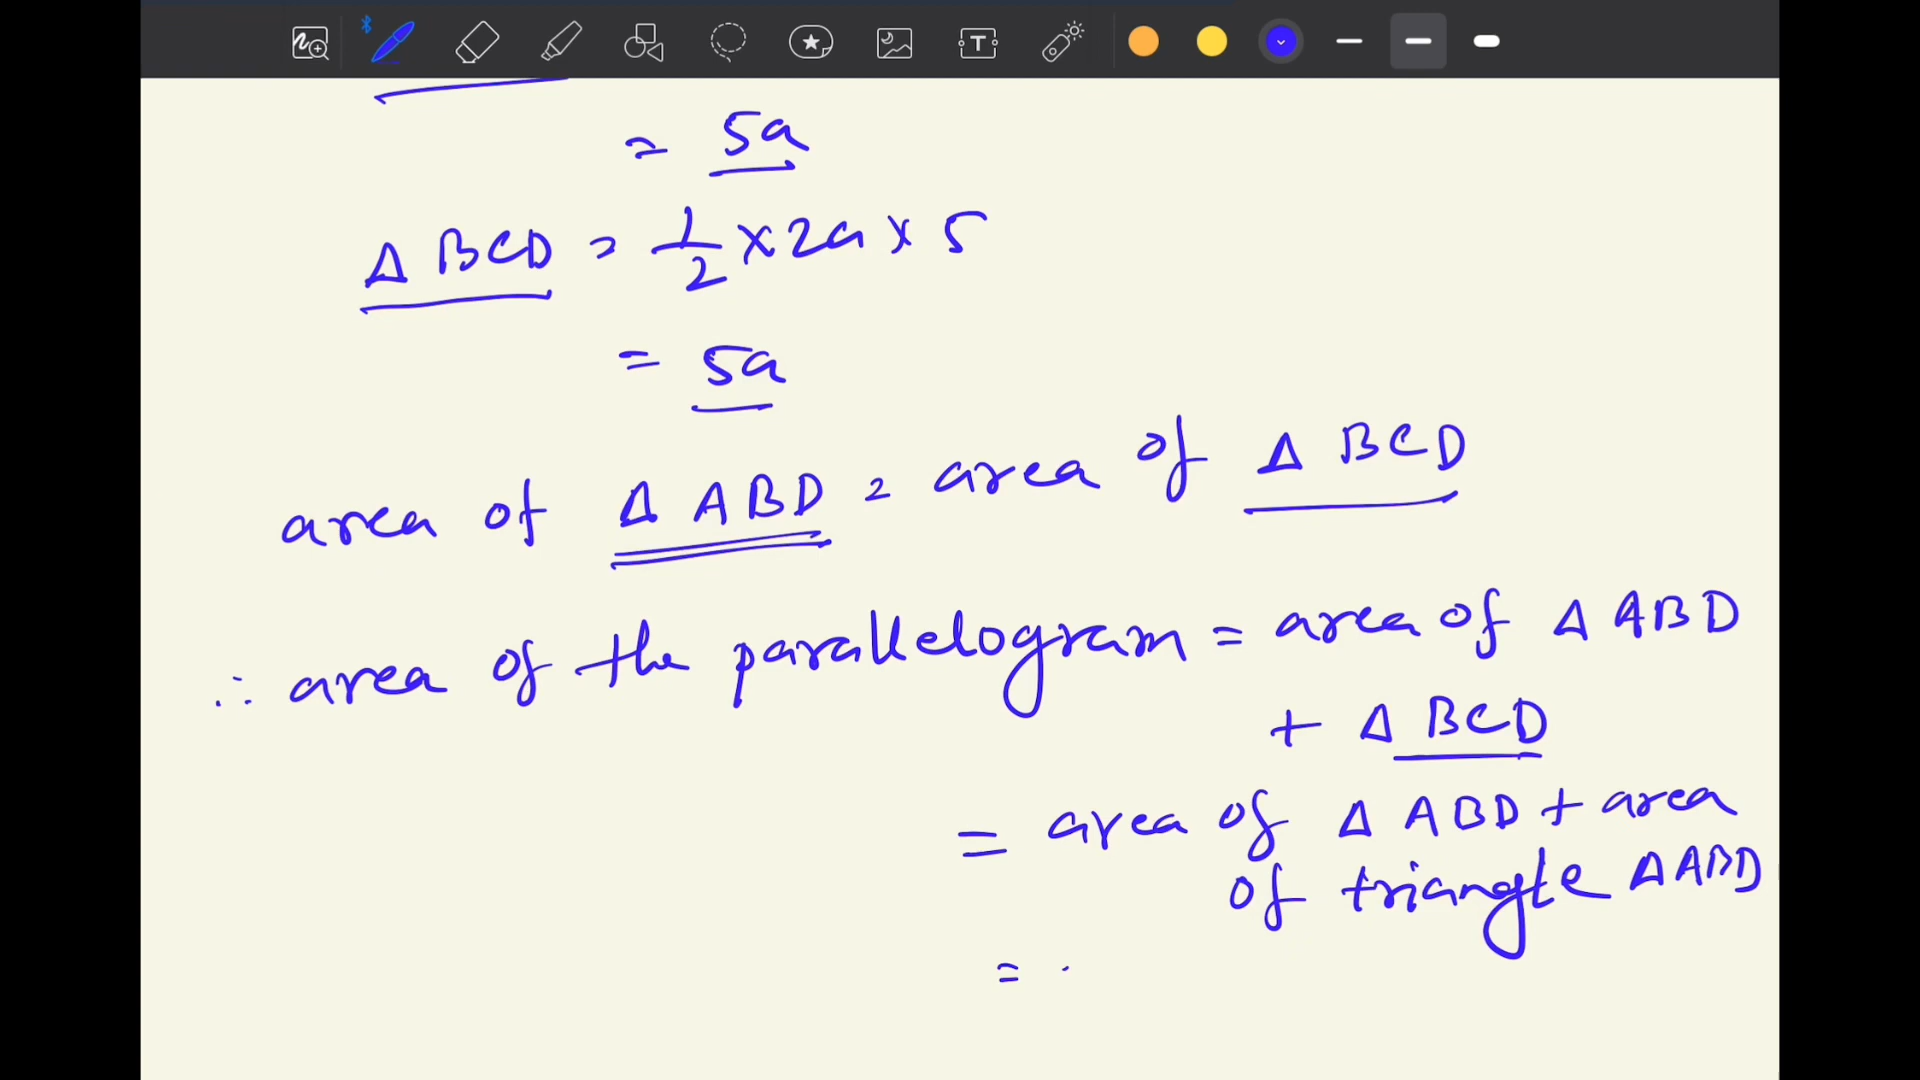 = 5a
Δ BCD = 1/2 × 2a × 5
= 5a
area of Δ ABD = area of Δ BCD
∴ area of the parallelogram = area of Δ ABD
+ Δ BCD
= area of Δ ABD + area
of triangle Δ ABD
=